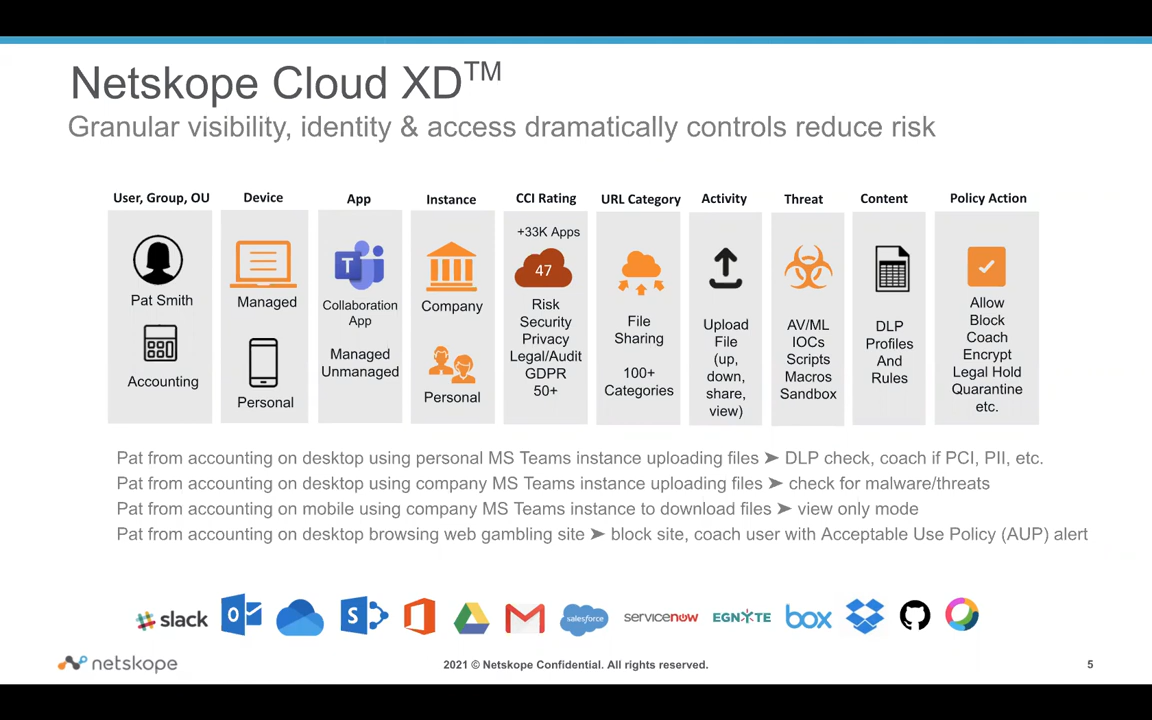 Netskope Cloud XD™
Granular visibility, identity & access dramatically controls reduce risk
User, Group, OU
Pat Smith
Accounting
Device
Managed
Personal
App
T
Collaboration
App
Managed
Unmanaged
Instance
Company
Personal
CCI Rating
+33K Apps
47
Risk
Security
Privacy
Legal/Audit
GDPR
50+
URL Category
File
Sharing
100+
Categories
Activity
Upload
File
(up,
down,
share,
view)
Threat
AV/ML
IOCs
Scripts
Macros
Sandbox
Content
DLP
Profiles
And
Rules
Policy Action
Allow
Block
Coach
Encrypt
Legal Hold
Quarantine
etc.
Pat from accounting on desktop using personal MS Teams instance uploading files ➤ DLP check, coach if PCI, PII, etc.
Pat from accounting on desktop using company MS Teams instance uploading files ➤ check for malware/threats
Pat from accounting on mobile using company MS Teams instance to download files ➤ view only mode
Pat from accounting on desktop browsing web gambling site ➤ block site, coach user with Acceptable Use Policy (AUP) alert
slack O S salesforce servicenow EGNYTE box
netskope 2021 © Netskope Confidential. All rights reserved. 5